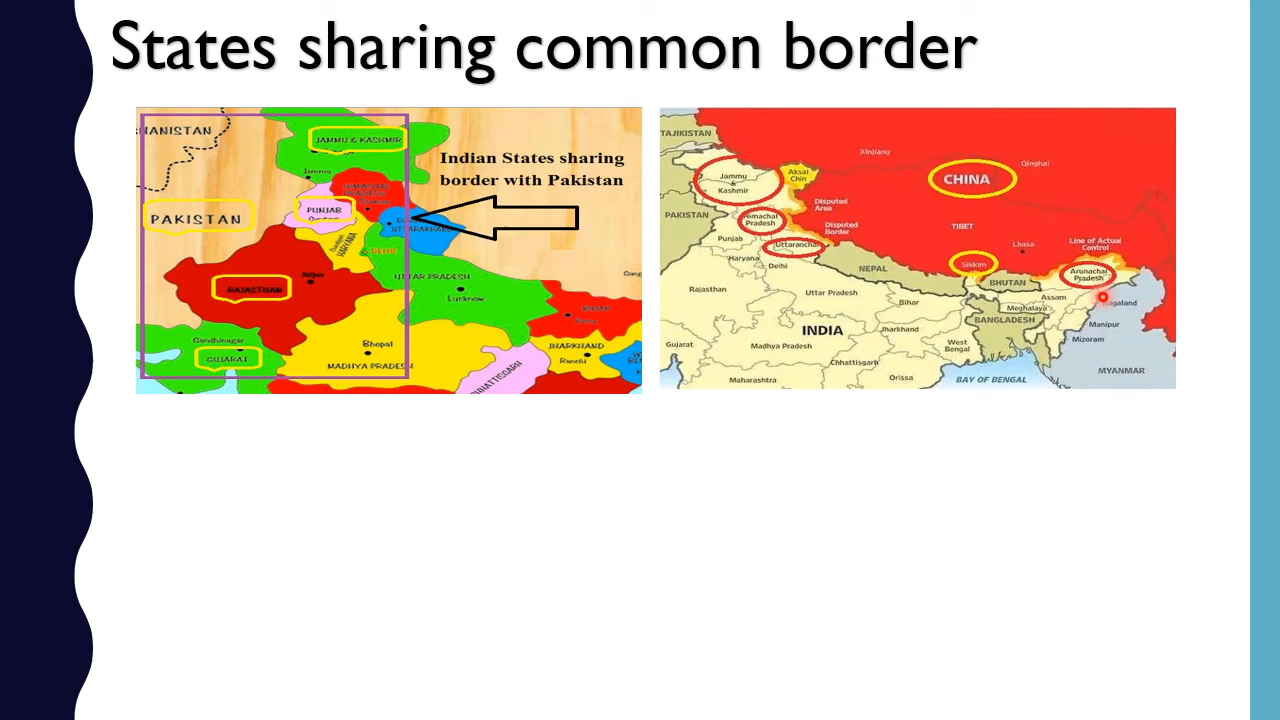 States sharing common border
HANISTAN
JAMMU & KASHMIR
Jammu
Indian States sharing
border with Pakistan
PAKISTAN
PUNJAB
HARYANA
DELHI
UTTARAKHAND
RAJASTHAN
Jaipur
UTTAR PRADESH
Lucknow
Gandhinagar
GUJARAT
Bhopal
MADHYA PRADESH
JHARKHAND
Ranchi
HHATTISGARH
TAJIKISTAN
Xinjiang
Qinghai
Jammu
&
Kashmir
Aksai
Chin
CHINA
PAKISTAN
Disputed
Area
Himachal
Pradesh
Disputed
Border
TIBET
Punjab
Uttaranchal
Lhasa
Line of Actual
Control
Haryana
Delhi
NEPAL
Sikkim
BHUTAN
Arunachal
Pradesh
Rajasthan
Uttar Pradesh
Bihar
Assam
Nagaland
Meghalaya
BANGLADESH
Manipur
INDIA
Jharkhand
Mizoram
Gujarat
Madhya Pradesh
West
Bengal
Chhattisgarh
MYANMAR
Maharashtra
Orissa
BAY OF BENGAL